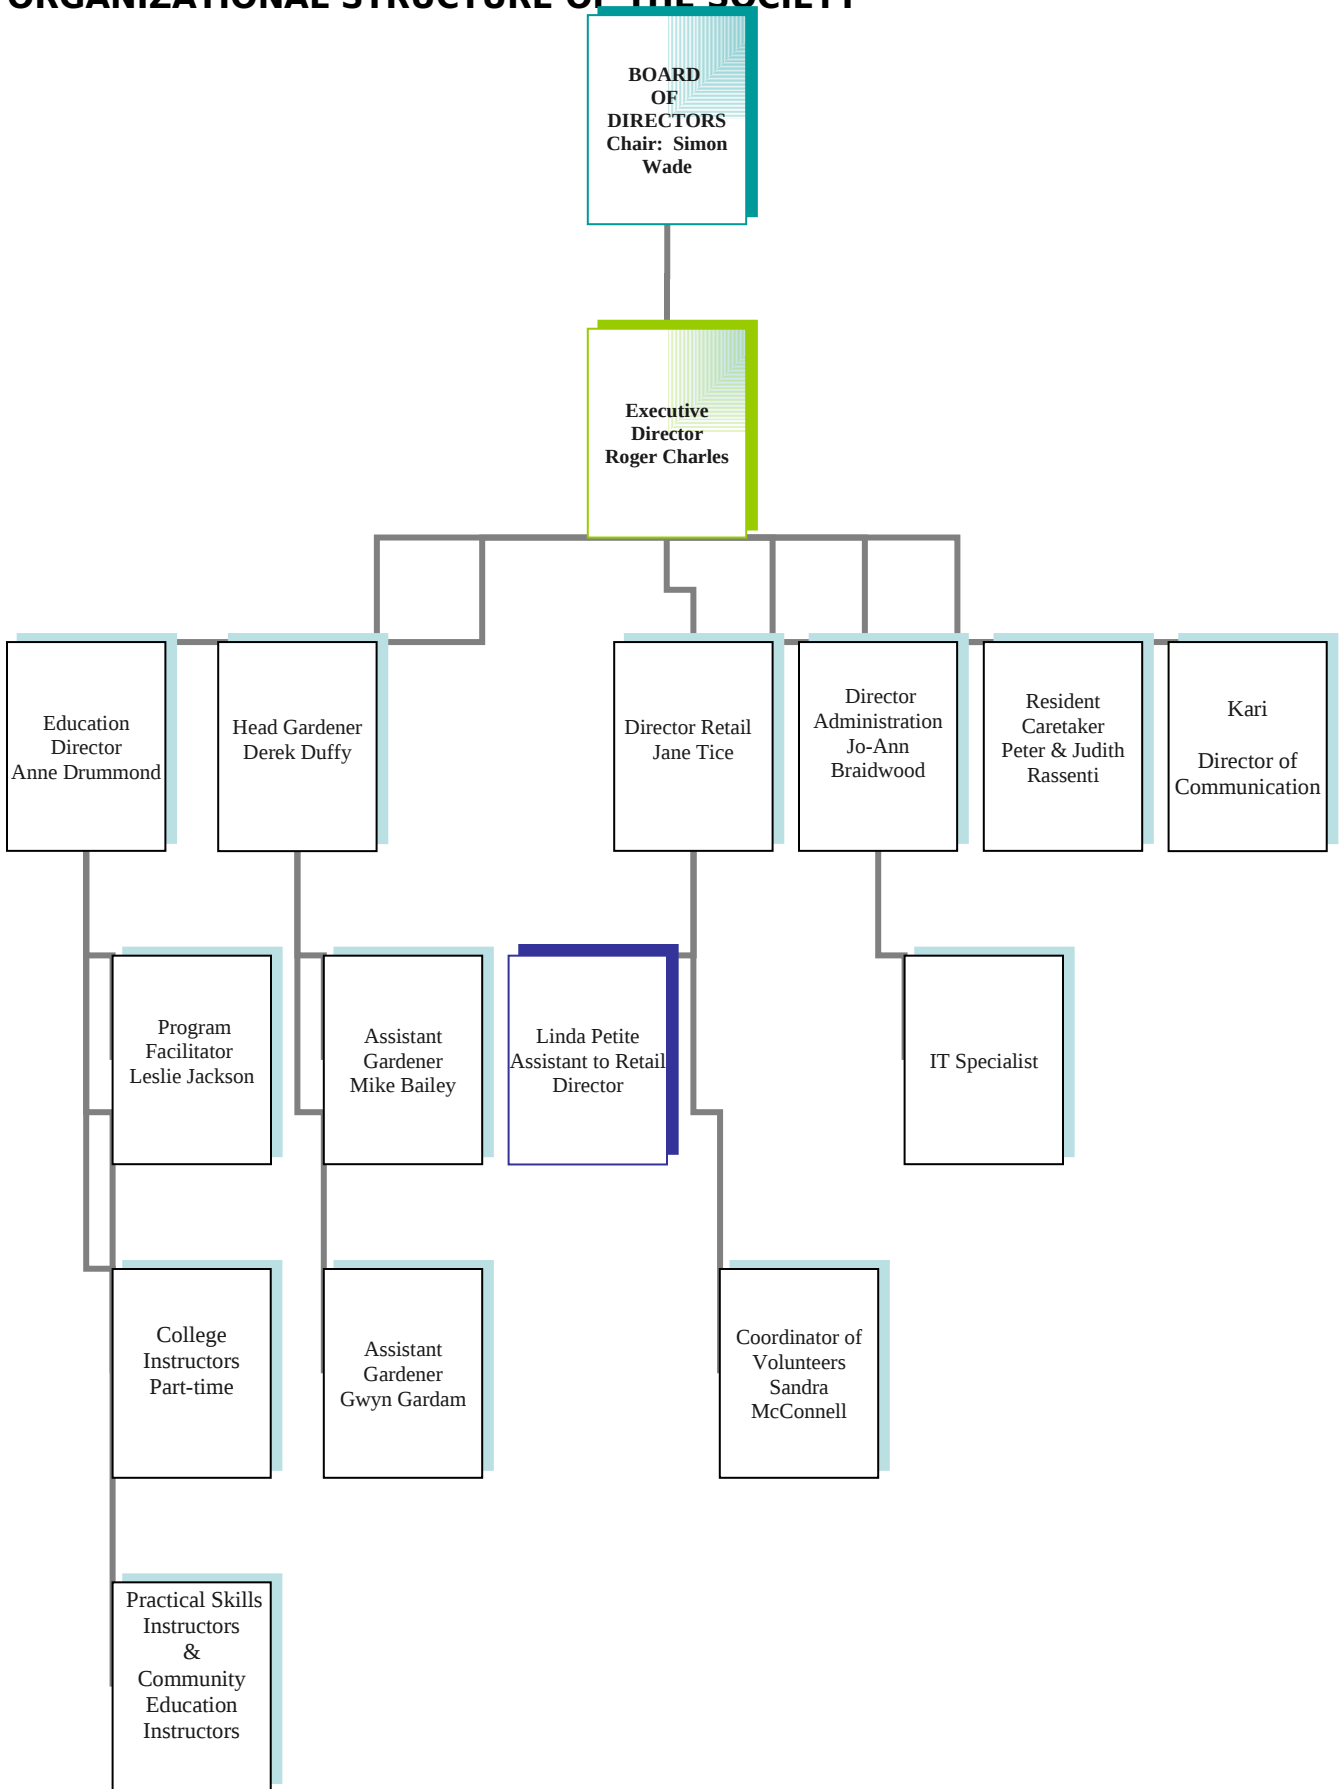 ORGANIZATIONAL STRUCTURE OF THE SOCIETY
BOARD
OF
DIRECTORS
Chair: Simon
Wade
Executive
Director
Roger Charles
Education
Director
Anne Drummond
Head Gardener
Derek Duffy
Director Retail
Jane Tice
Director
Administration
Jo-Ann
Braidwood
Resident
Caretaker
Peter & Judith
Rassenti
Kari
Director of
Communication
Program
Facilitator
Leslie Jackson
Assistant
Gardener
Mike Bailey
Linda Petite
Assistant to Retail
Director
IT Specialist
College
Instructors
Part-time
Assistant
Gardener
Gwyn Gardam
Coordinator of
Volunteers
Sandra
McConnell
Practical Skills
Instructors
&
Community
Education
Instructors